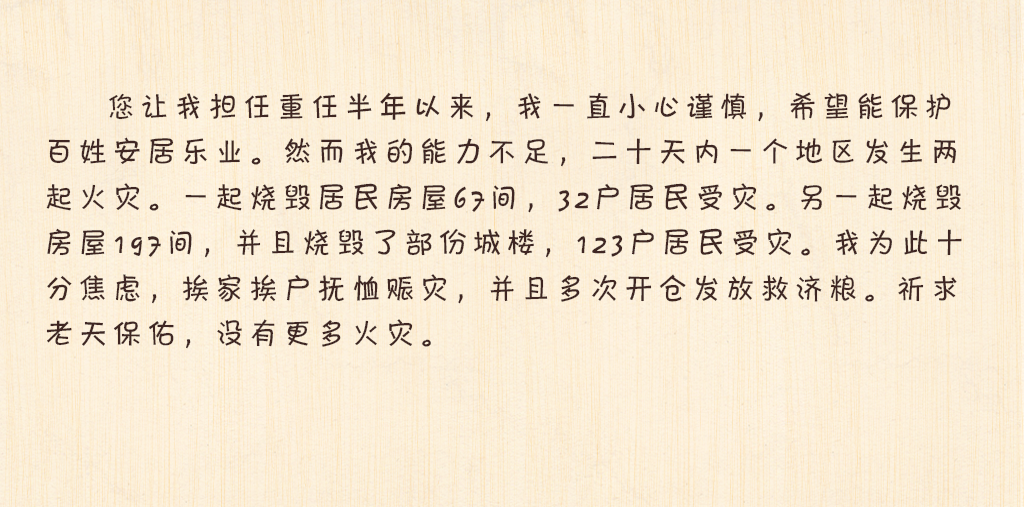 您让我担任重任半年以来，我一直小心谨慎，希望能保护
百姓安居乐业。然而我的能力不足，二十天内一个地区发生两
起火灾。一起烧毁居民房屋67间，32户居民受灾。另一起烧毁
房屋197间，并且烧毁了部份城楼，123户居民受灾。我为此十
分焦虑，挨家挨户抚恤赈灾，并且多次开仓发放救济粮。祈求
老天保佑，没有更多火灾。